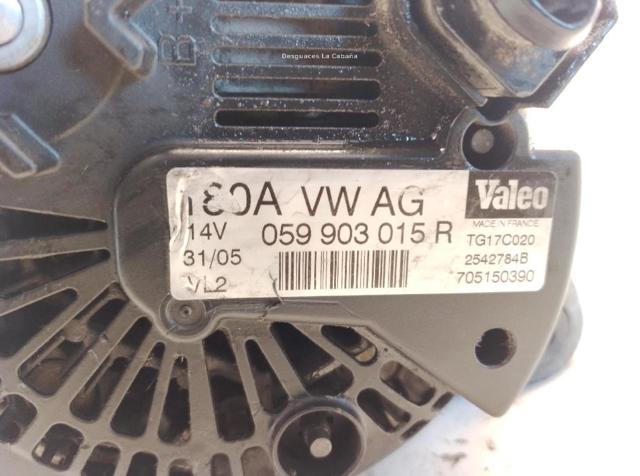 B+
Desguaces La Cabaña
180A VW AG
Valeo
MADE IN FRANCE
14V 059 903 015 R TG17C020
31/05 2542784B
VL2 705150390